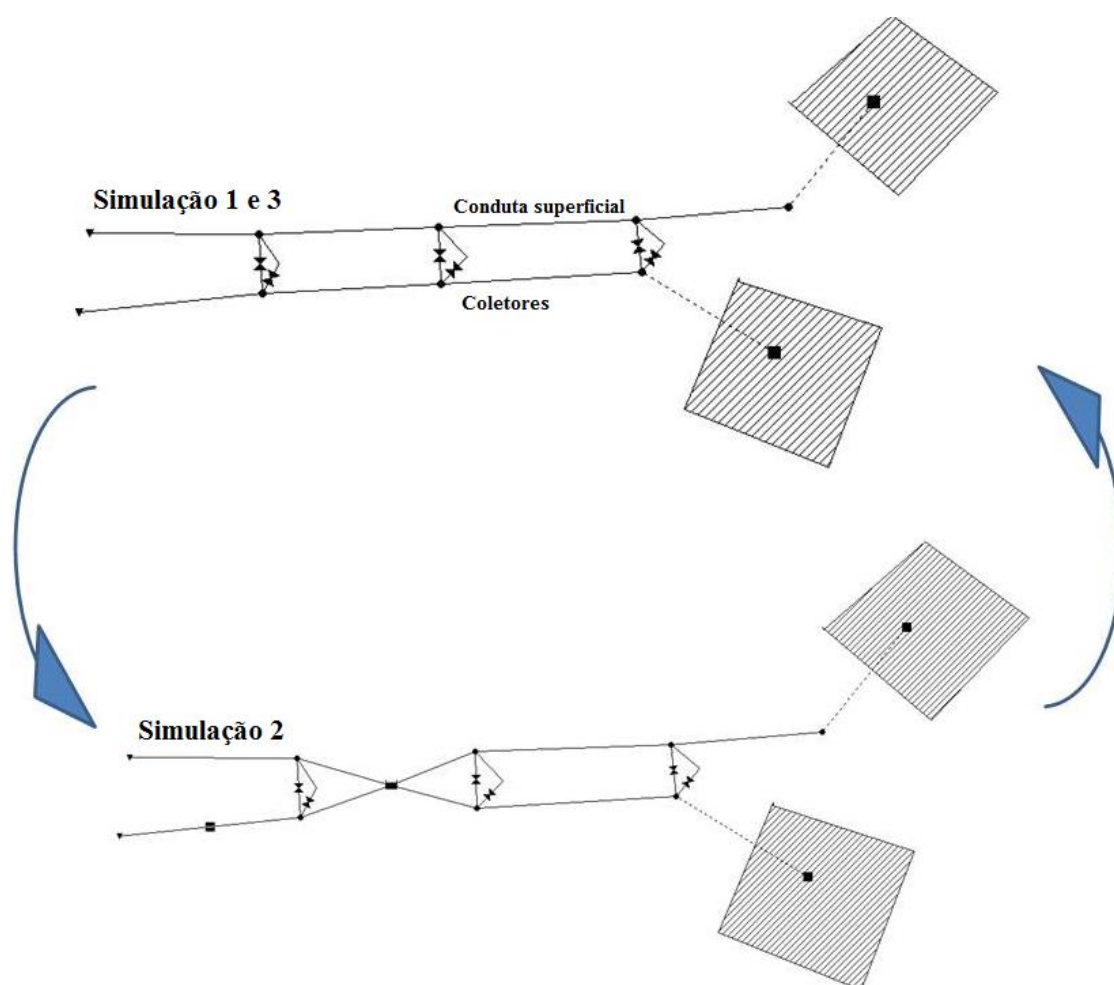 Simulação 1 e 3
Conduta superficial
Coletores
Simulação 2